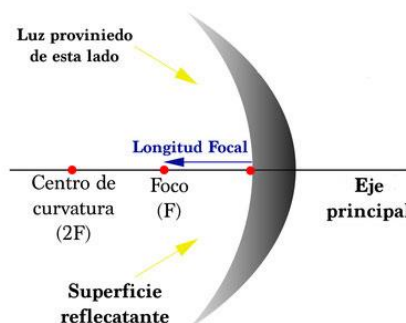 Luz proviniedo
de esta lado
Longitud Focal
Centro de
curvatura
(2F)
Foco
(F)
Eje
principal
Superficie
reflecatante